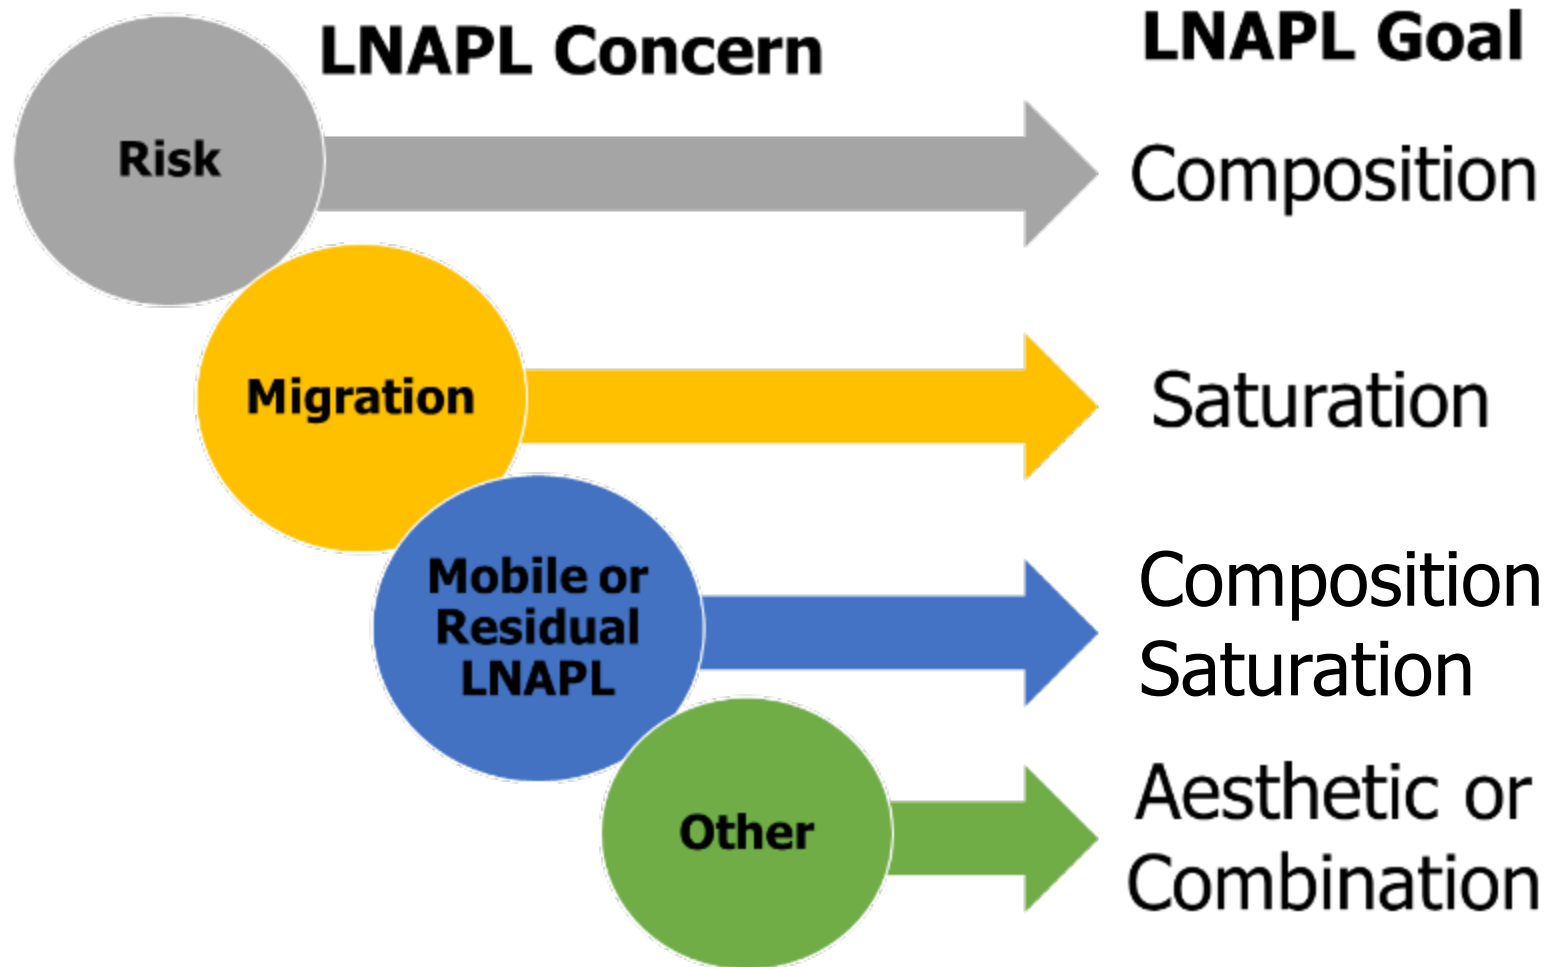 LNAPL Concern
LNAPL Goal
Risk
Composition
Migration
Saturation
Mobile or
Residual
LNAPL
Composition
Saturation
Other
Aesthetic or
Combination